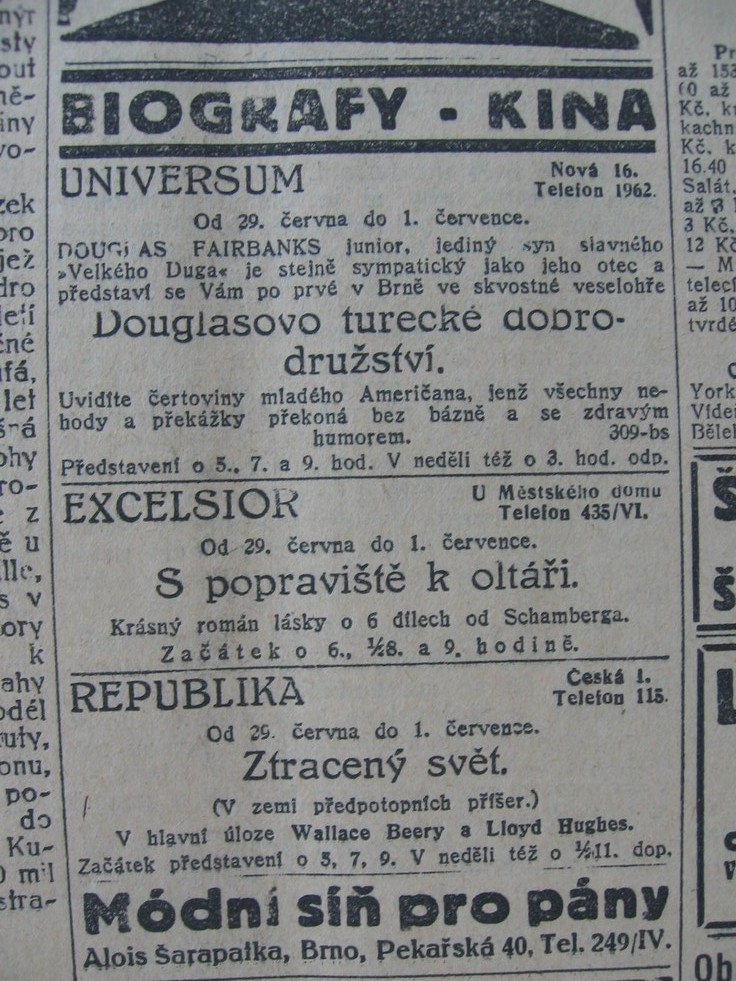 BIOGRAFY - KINA
UNIVERSUM
Nová 16.
Telefon 1962.
Od 29. června do 1. července.
DOUGLAS FAIRBANKS junior, jediný syn slavného
»Velkého Duga« je stejně sympatický jako jeho otec a
představí se Vám po prvé v Brně ve skvostné veselohře
Douglasovo turecké dobro-
družství.
Uvidíte čertoviny mladého Američana, jenž všechny ne-
hody a překážky překoná bez bázně a se zdravým
humorem. 309-bs
Představení o 5., 7. a 9. hod. V neděli též o 3. hod. odp.
EXCELSIOR
U Městského domu
Telefon 435/VI.
Od 29. června do 1. července.
S popraviště k oltáři.
Krásný román lásky o 6 dílech od Schamberga.
Začátek o 6., ½8. a 9. hodině.
REPUBLIKA
Česká 1.
Telefon 115.
Od 29. června do 1. července.
Ztracený svět.
(V zemi předpotopních příšer.)
V hlavní úloze Wallace Beery a Lloyd Hughes.
Začátek představení o 5, 7, 9. V neděli též o ½11. dop.
Módní síň pro pány
Alois Šarapatka, Brno, Pekařská 40, Tel. 249/IV.